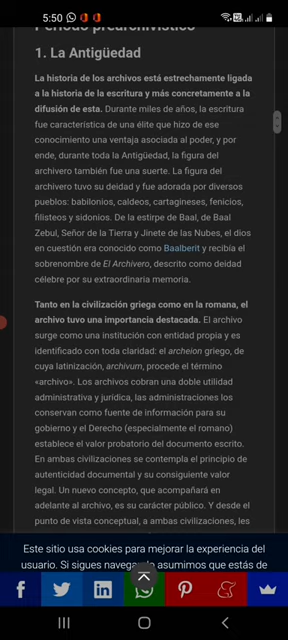 5:50
Período prearchivístico
1. La Antigüedad
La historia de los archivos está estrechamente ligada
a la historia de la escritura y más concretamente a la
difusión de esta. Durante miles de años, la escritura
fue característica de una élite que hizo de ese
conocimiento una ventaja asociada al poder, y por
ende, durante toda la Antigüedad, la figura del
archivero también fue una suerte. La figura del
archivero tuvo su deidad y fue adorada por diversos
pueblos: babilonios, caldeos, cartagineses, fenicios,
filisteos y sidonios. De la estirpe de Baal, de Baal
Zebul, Señor de la Tierra y Jinete de las Nubes, el dios
en cuestión era conocido como Baalberit y recibía el
sobrenombre de El Archivero, descrito como deidad
célebre por su extraordinaria memoria.
Tanto en la civilización griega como en la romana, el
archivo tuvo una importancia destacada. El archivo
surge como una institución con entidad propia y es
identificado con toda claridad: el archeion griego, de
cuya latinización, archivum, procede el término
«archivo». Los archivos cobran una doble utilidad
administrativa y jurídica, las administraciones los
conservan como fuente de información para su
gobierno y el Derecho (especialmente el romano)
establece el valor probatorio del documento escrito.
En ambas civilizaciones se contempla el principio de
autenticidad documental y su consiguiente valor
legal. Un nuevo concepto, que acompañará en
adelante al archivo, es su carácter público. Y desde el
punto de vista conceptual, a ambas civilizaciones, les
Este sitio usa cookies para mejorar la experiencia del
usuario. Si sigues navegando asumimos que estás de